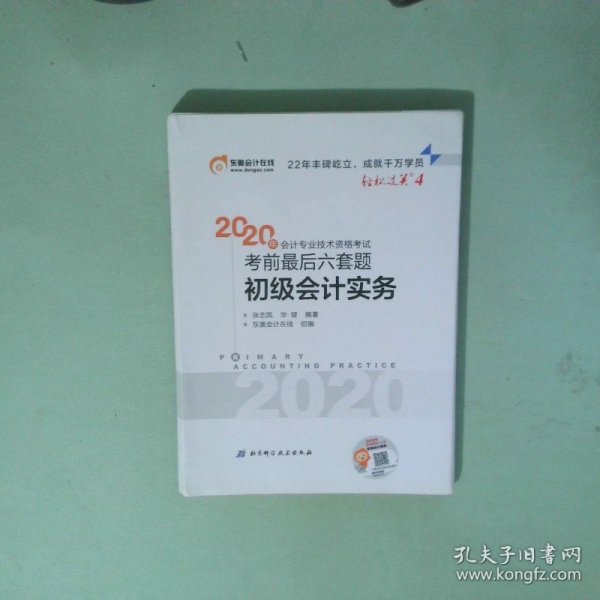 东奥会计在线
www.dongao.com
22年丰碑屹立，成就千万学员
轻松过关®4
2020年会计专业技术资格考试
考前最后六套题
初级会计实务
张志凤 华健 编著
东奥会计在线 组编
PRIMARY
ACCOUNTING PRACTICE
2020
北京科学技术出版社
孔夫子旧书网
www.kongfz.com